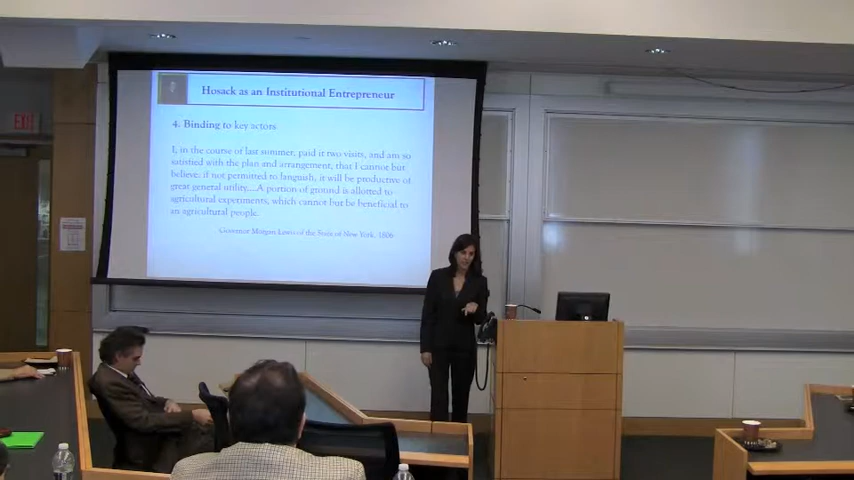 Hosack as an Institutional Entrepreneur
4. Binding to key actors
I, in the course of last summer, paid it two visits, and am so
satisfied with the plan and arrangement, that I cannot but
believe, if not permitted to languish, it will be productive of
great general utility....A portion of ground is allotted to
agricultural experiments, which cannot but be beneficial to
an agricultural people.
Governor Morgan Lewis of the State of New York, 1806
EXIT